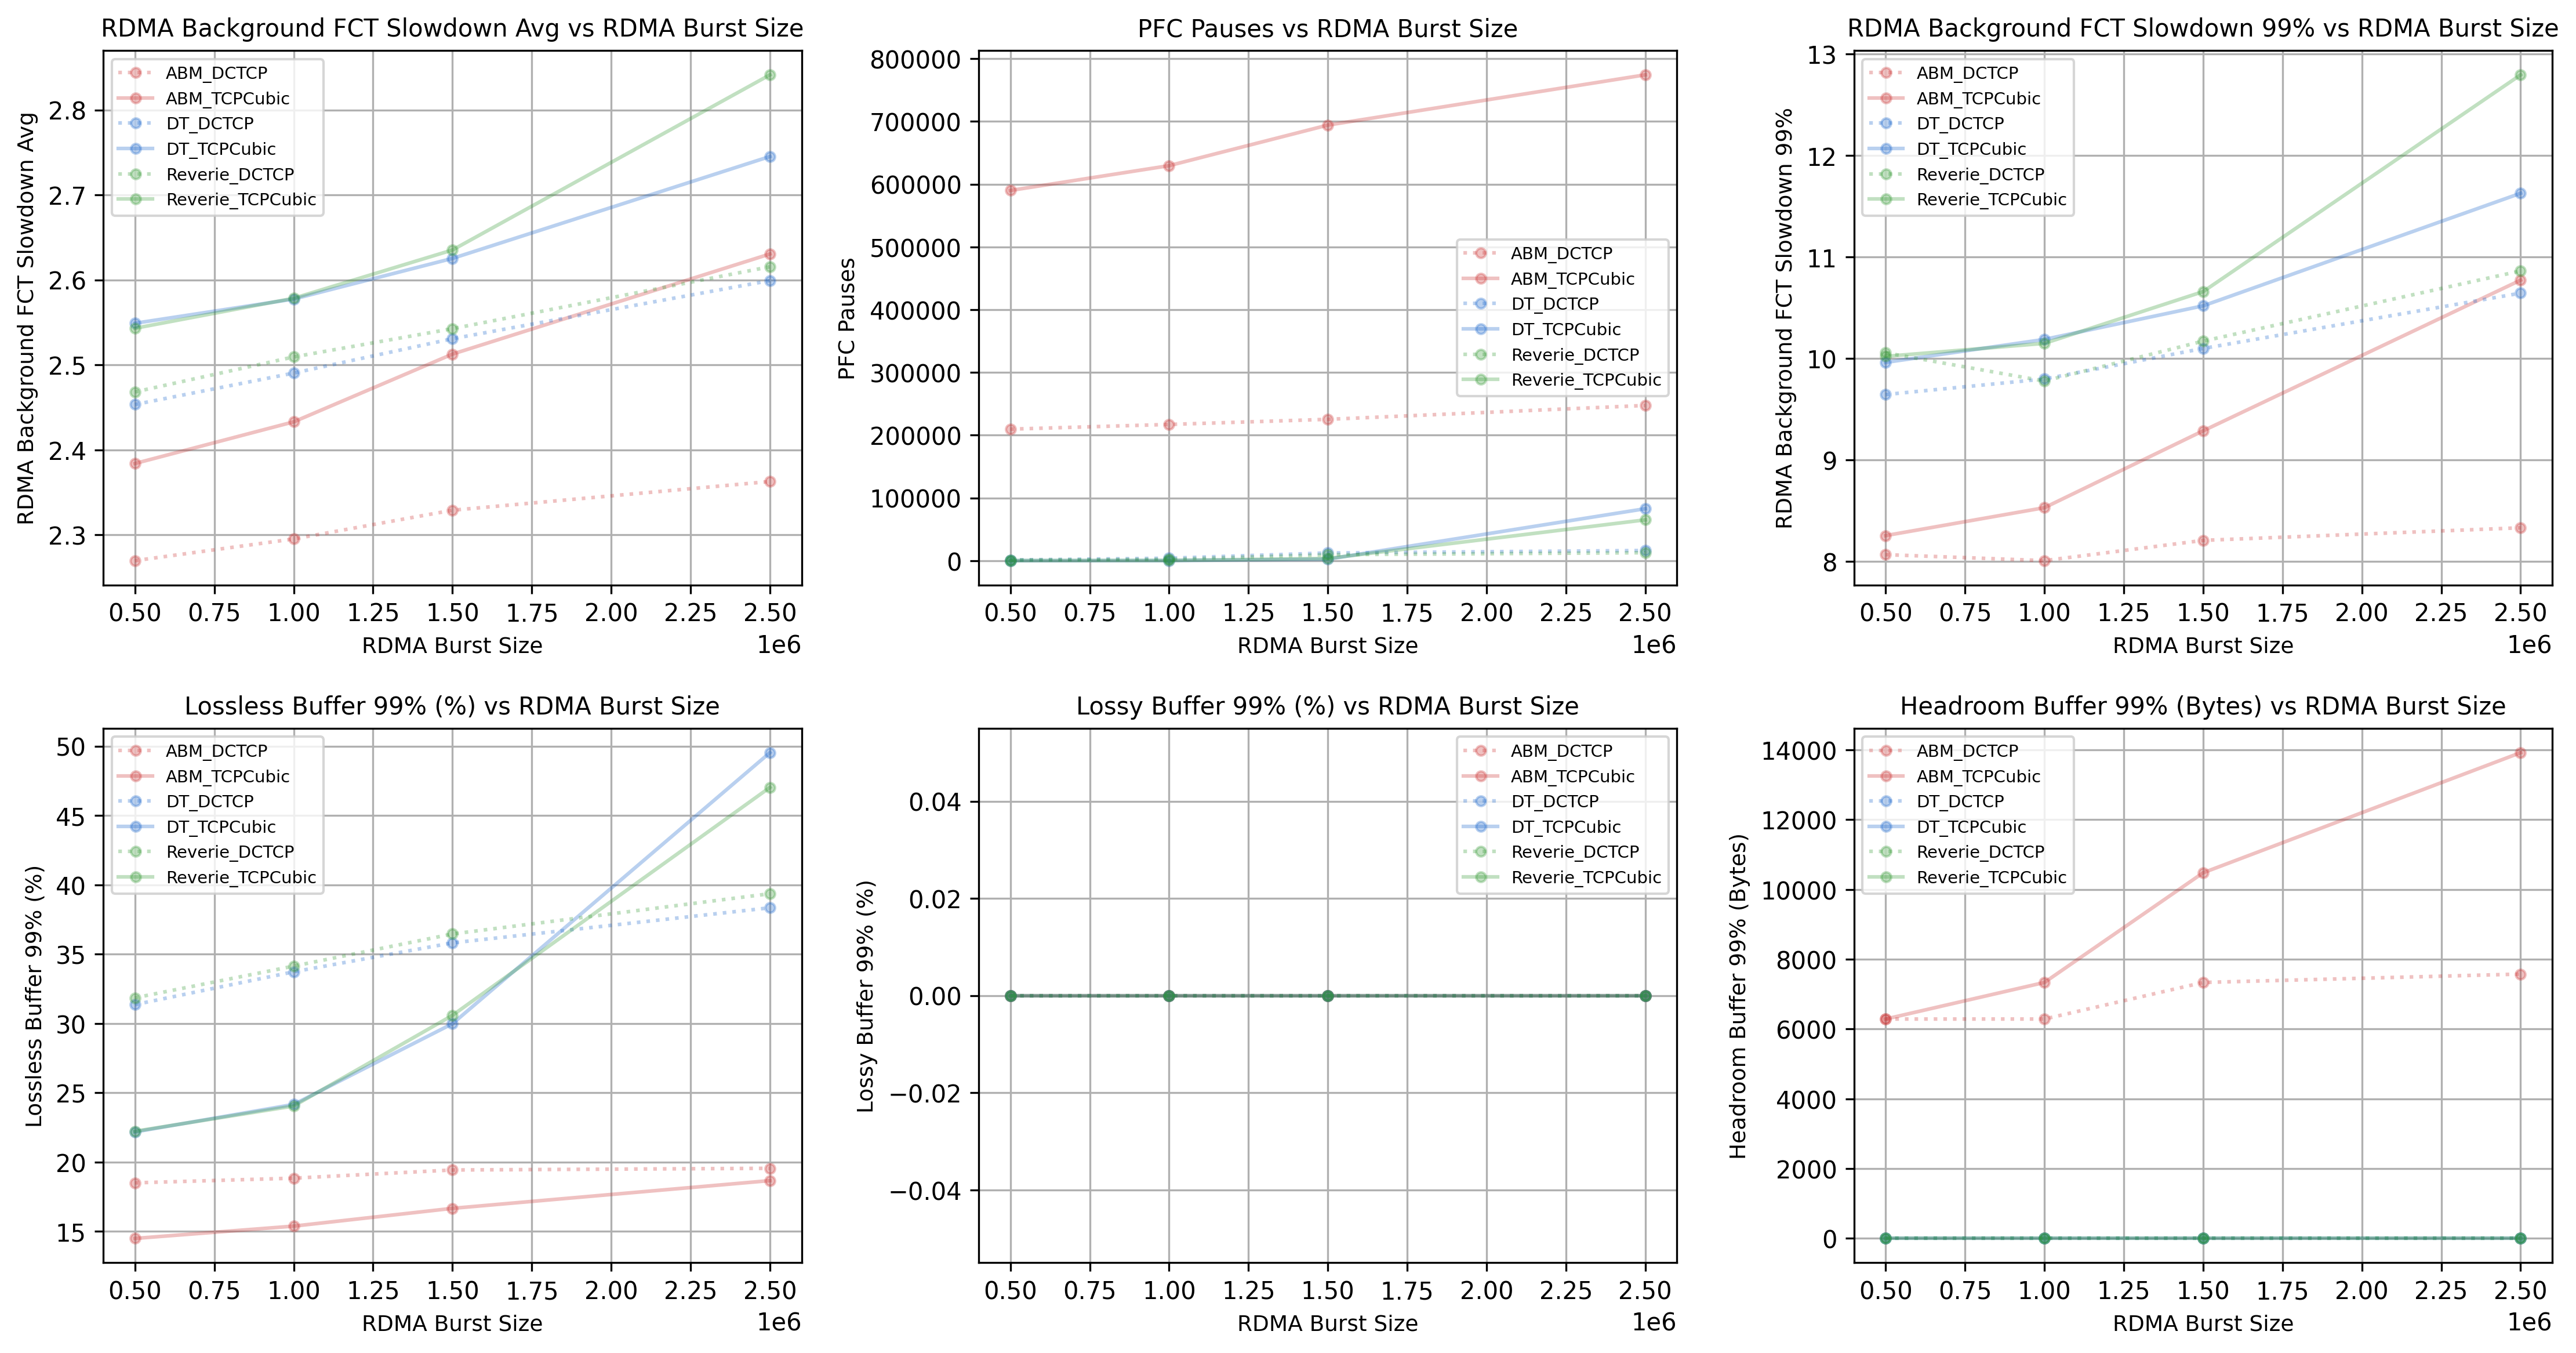 RDMA Background FCT Slowdown Avg vs RDMA Burst Size
RDMA Background FCT Slowdown Avg
2.8
2.7
2.6
2.5
2.4
2.3
ABM_DCTCP
ABM_TCPCubic
DT_DCTCP
DT_TCPCubic
Reverie_DCTCP
Reverie_TCPCubic
0.50 0.75 1.00 1.25 1.50 1.75 2.00 2.25 2.50
RDMA Burst Size
1e6
PFC Pauses vs RDMA Burst Size
PFC Pauses
800000
700000
600000
500000
400000
300000
200000
100000
0
ABM_DCTCP
ABM_TCPCubic
DT_DCTCP
DT_TCPCubic
Reverie_DCTCP
Reverie_TCPCubic
0.50 0.75 1.00 1.25 1.50 1.75 2.00 2.25 2.50
RDMA Burst Size
1e6
RDMA Background FCT Slowdown 99% vs RDMA Burst Size
RDMA Background FCT Slowdown 99%
13
12
11
10
9
8
ABM_DCTCP
ABM_TCPCubic
DT_DCTCP
DT_TCPCubic
Reverie_DCTCP
Reverie_TCPCubic
0.50 0.75 1.00 1.25 1.50 1.75 2.00 2.25 2.50
RDMA Burst Size
1e6
Lossless Buffer 99% (%) vs RDMA Burst Size
Lossless Buffer 99% (%)
50
45
40
35
30
25
20
15
ABM_DCTCP
ABM_TCPCubic
DT_DCTCP
DT_TCPCubic
Reverie_DCTCP
Reverie_TCPCubic
0.50 0.75 1.00 1.25 1.50 1.75 2.00 2.25 2.50
RDMA Burst Size
1e6
Lossy Buffer 99% (%) vs RDMA Burst Size
Lossy Buffer 99% (%)
0.04
0.02
0.00
−0.02
−0.04
ABM_DCTCP
ABM_TCPCubic
DT_DCTCP
DT_TCPCubic
Reverie_DCTCP
Reverie_TCPCubic
0.50 0.75 1.00 1.25 1.50 1.75 2.00 2.25 2.50
RDMA Burst Size
1e6
Headroom Buffer 99% (Bytes) vs RDMA Burst Size
Headroom Buffer 99% (Bytes)
14000
12000
10000
8000
6000
4000
2000
0
ABM_DCTCP
ABM_TCPCubic
DT_DCTCP
DT_TCPCubic
Reverie_DCTCP
Reverie_TCPCubic
0.50 0.75 1.00 1.25 1.50 1.75 2.00 2.25 2.50
RDMA Burst Size
1e6